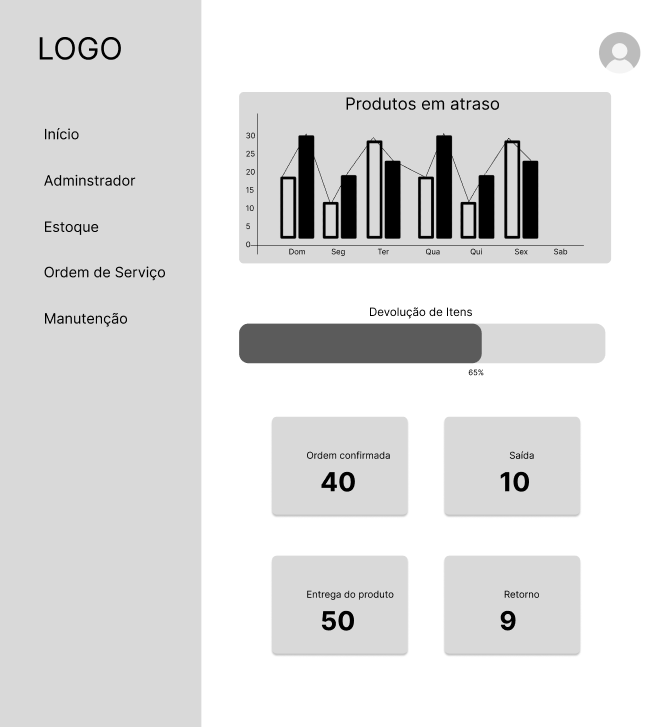 LOGO
Início
Adminstrador
Estoque
Ordem de Serviço
Manutenção
Produtos em atraso
30
25
20
15
10
5
0
Dom Seg Ter Qua Qui Sex Sab
Devolução de Itens
65%
Ordem confirmada
40
Saída
10
Entrega do produto
50
Retorno
9